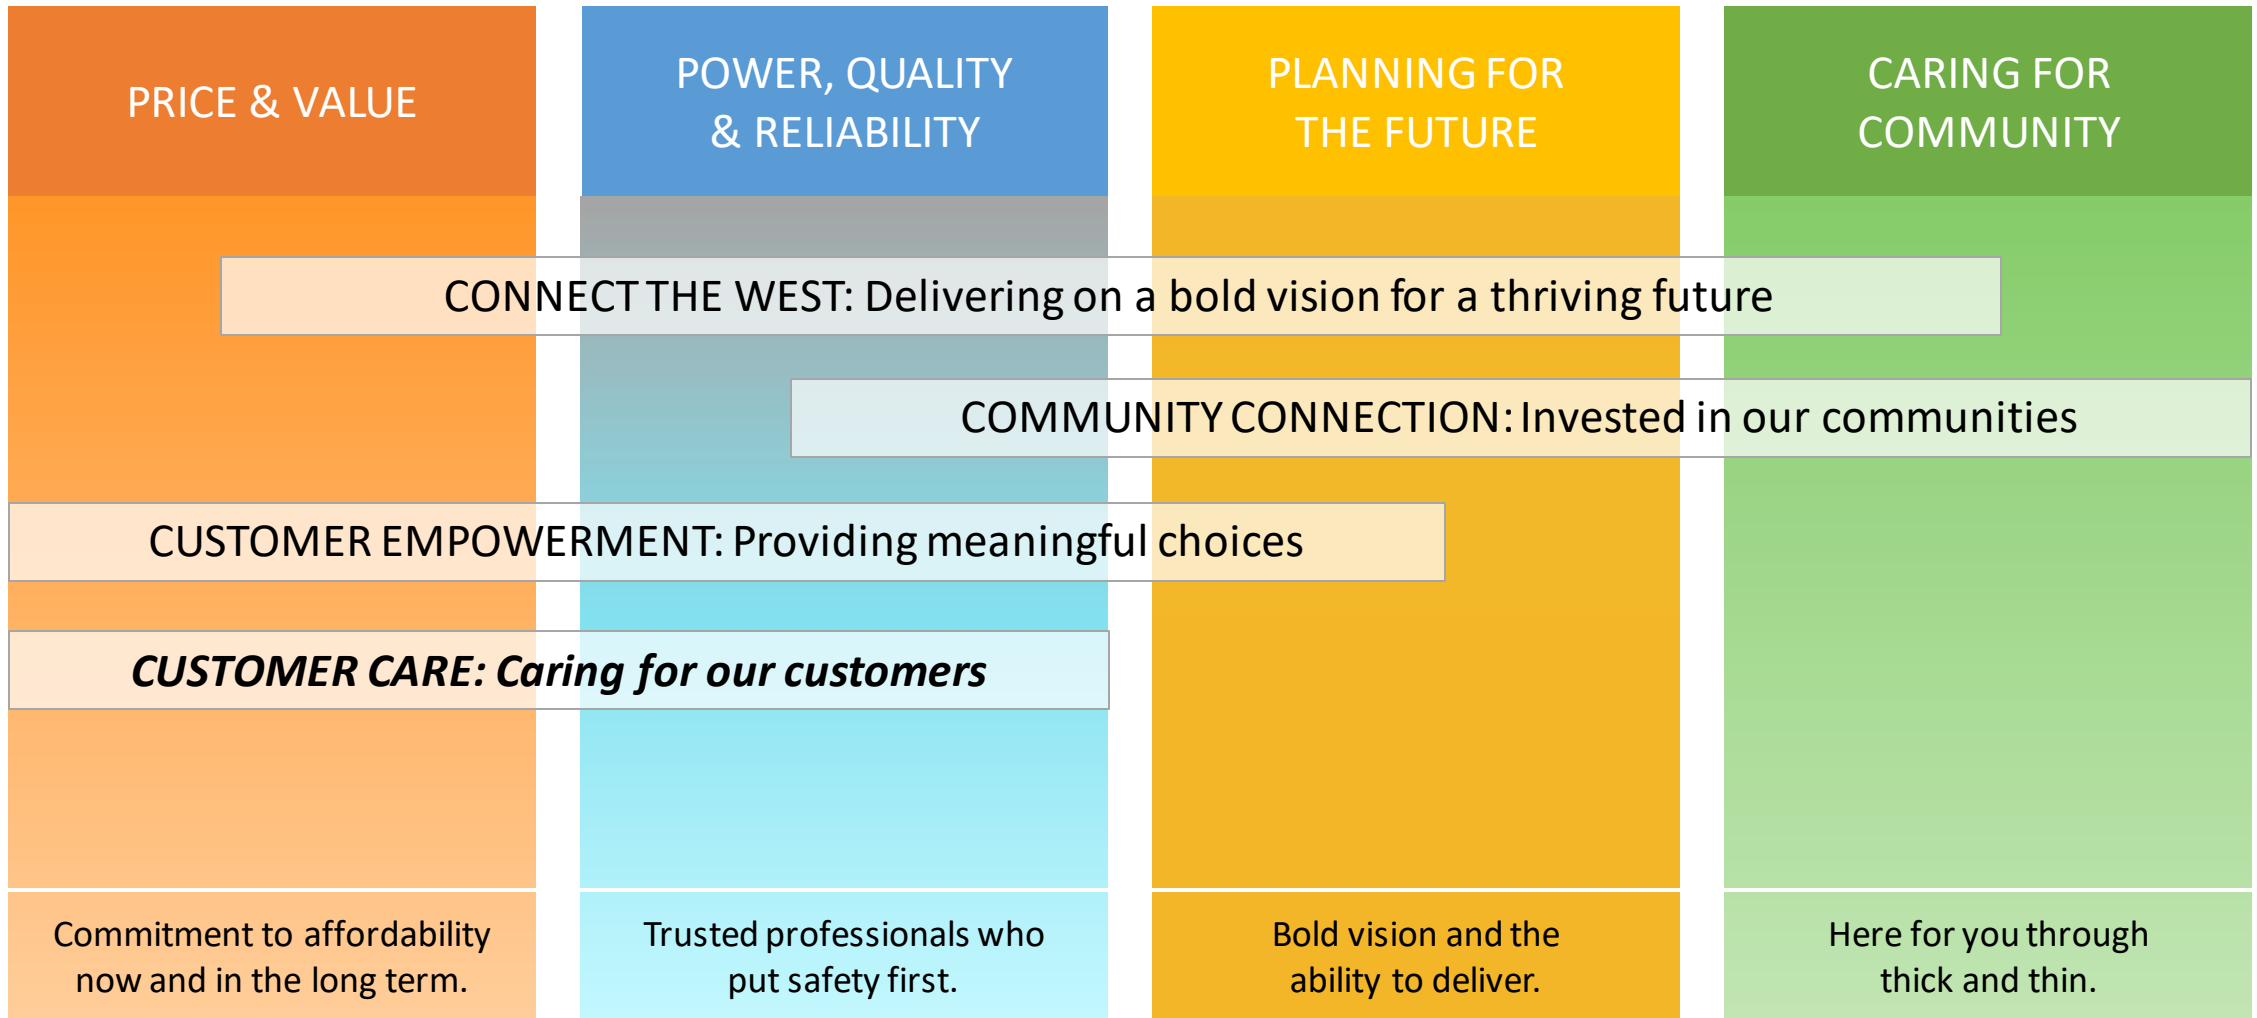 PRICE & VALUE
POWER, QUALITY
& RELIABILITY
PLANNING FOR
THE FUTURE
CARING FOR
COMMUNITY
CONNECT THE WEST: Delivering on a bold vision for a thriving future
COMMUNITY CONNECTION: Invested in our communities
CUSTOMER EMPOWERMENT: Providing meaningful choices
CUSTOMER CARE: Caring for our customers
Commitment to affordability
now and in the long term.
Trusted professionals who
put safety first.
Bold vision and the
ability to deliver.
Here for you through
thick and thin.